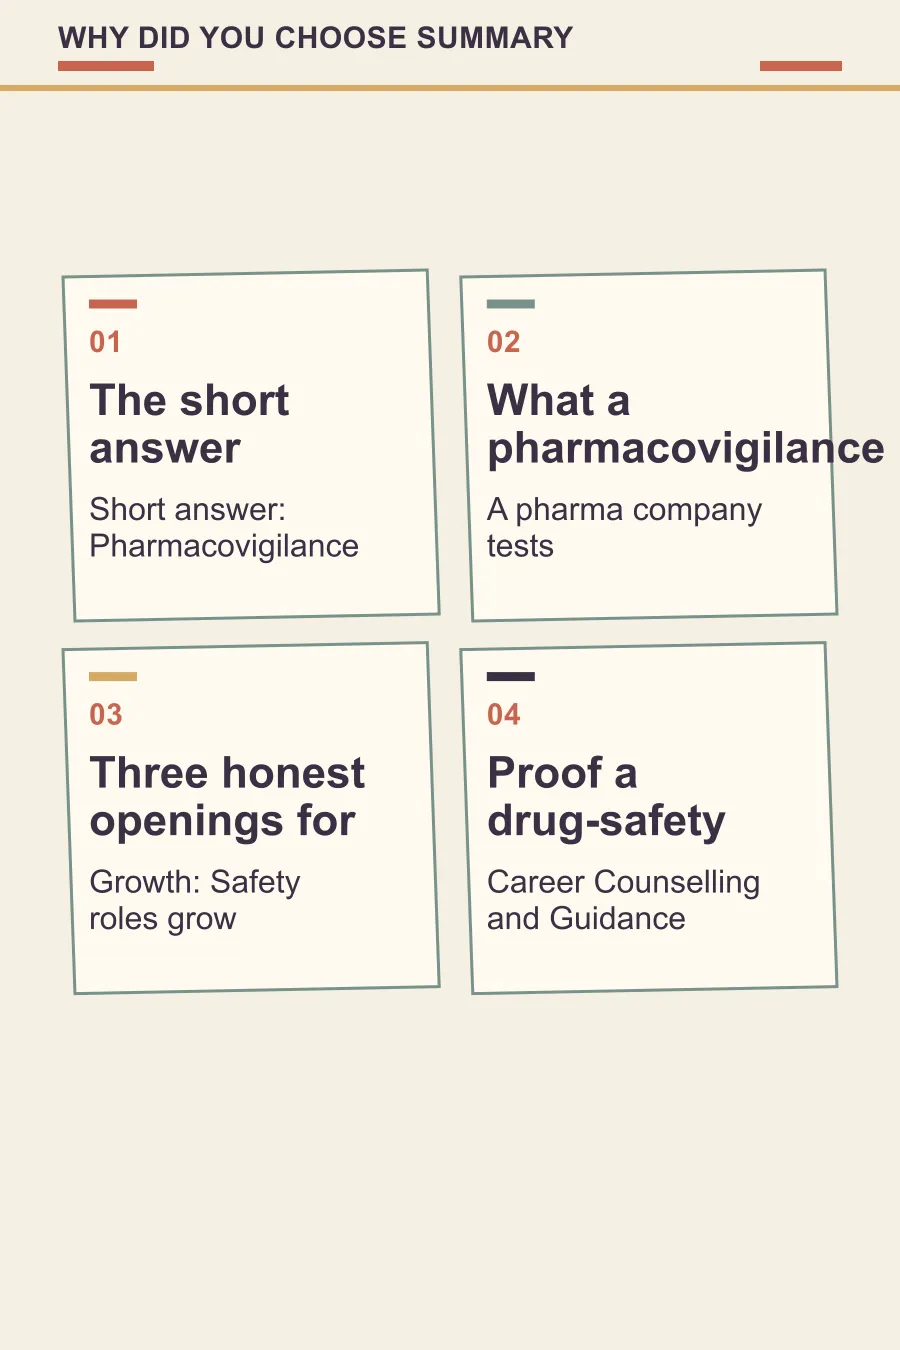 WHY DID YOU CHOOSE SUMMARY
01
The short
answer
Short answer:
Pharmacovigilance
02
What a
pharmacovigilance
A pharma company
tests
03
Three honest
openings for
Growth: Safety
roles grow
04
Proof a
drug-safety
Career Counselling
and Guidance